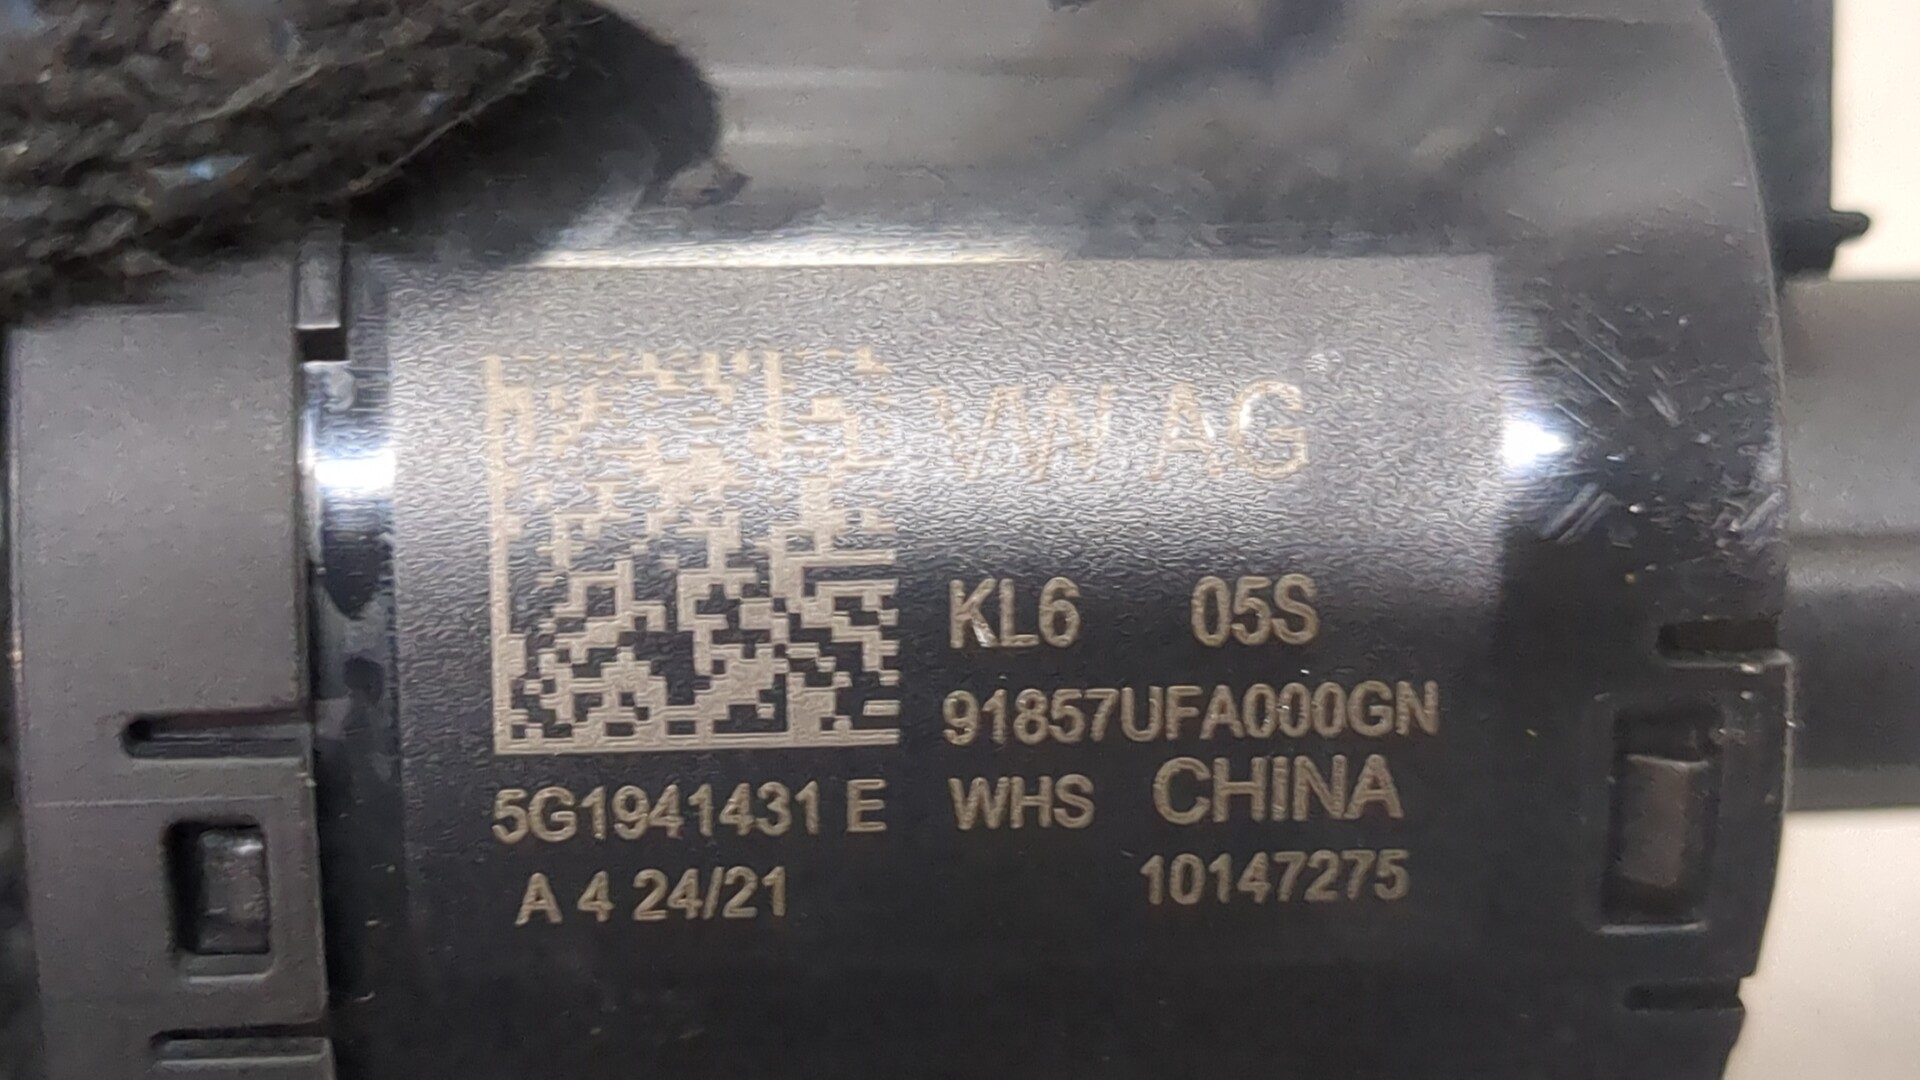 VW AG
KL6 05S
91857UFA000GN
5G1941431 E WHS CHINA
A 4 24/21 10147275